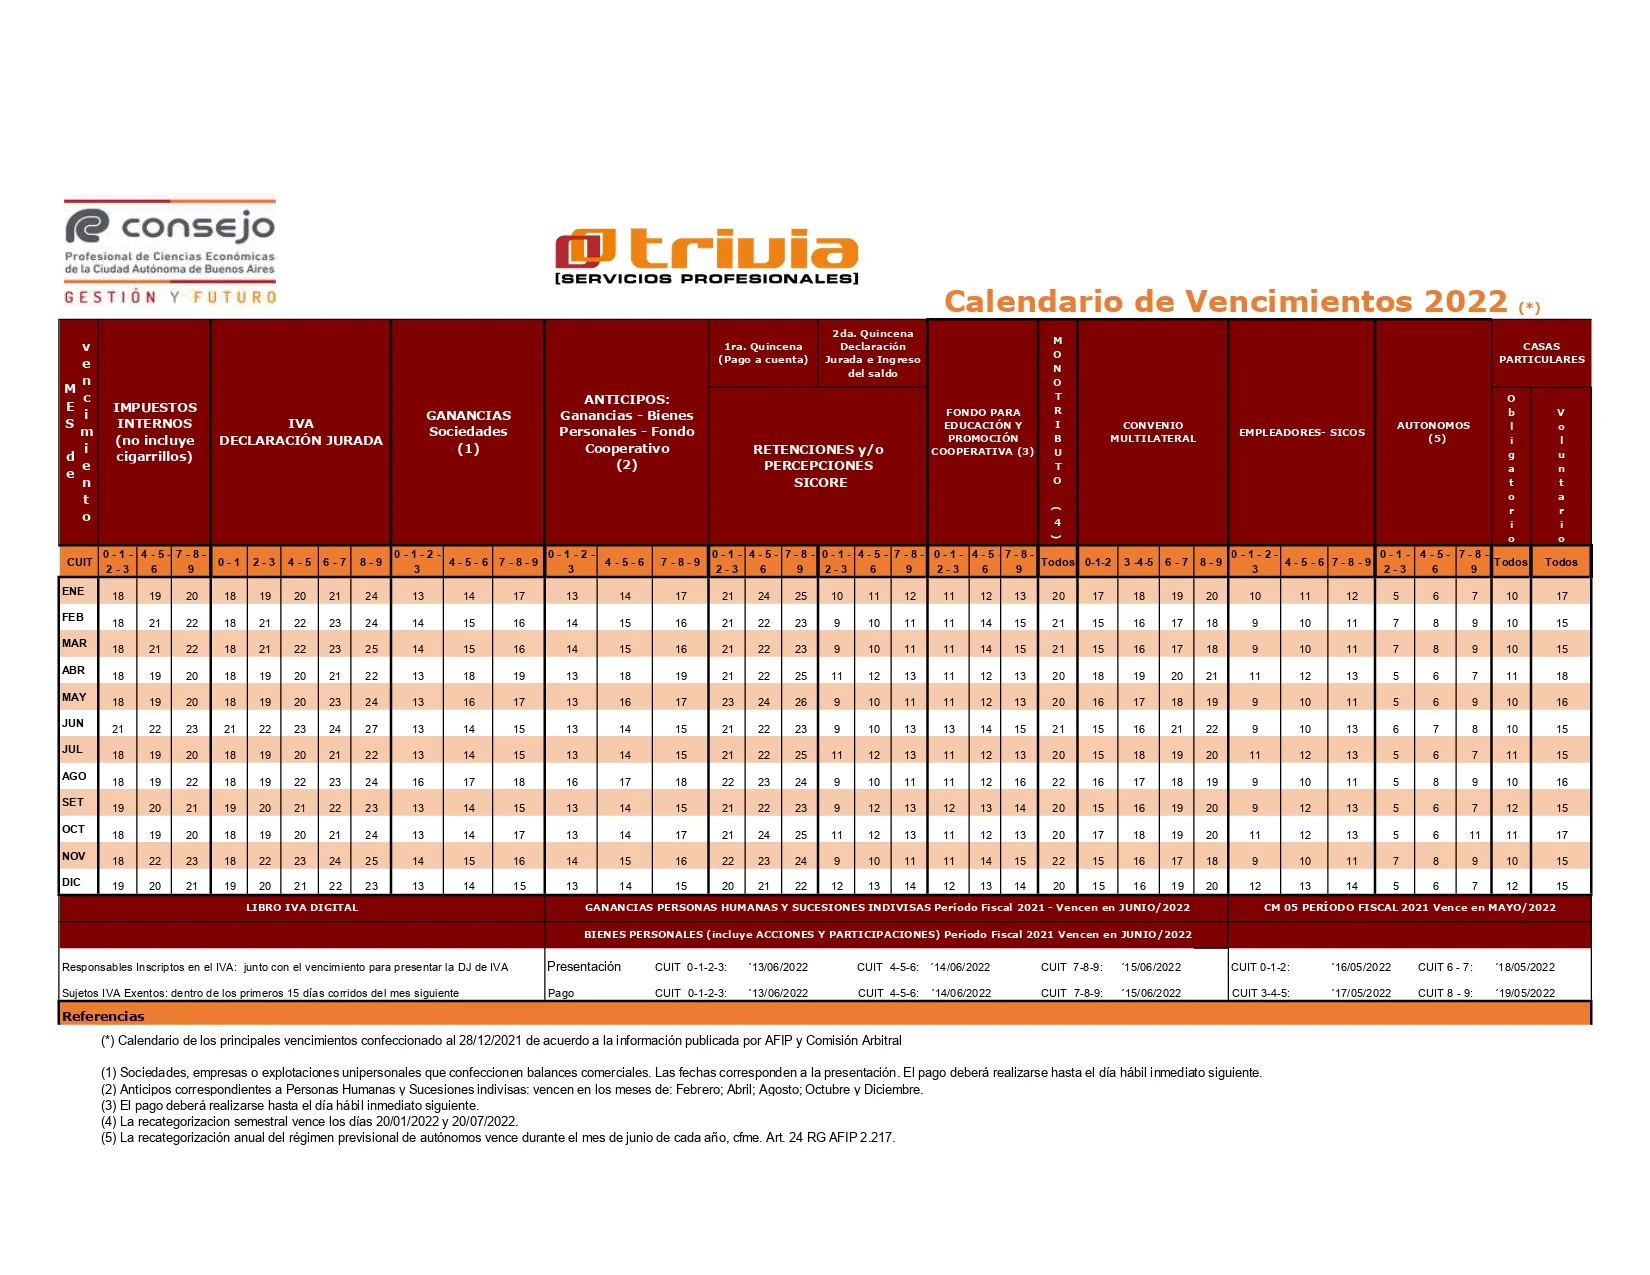 consejo
Profesional de Ciencias Económicas
de la Ciudad Autónoma de Buenos Aires
GESTIÓN Y FUTURO
trivia
[SERVICIOS PROFESIONALES]
Calendario de Vencimientos 2022 (*)
MES de vencimiento
IMPUESTOS
INTERNOS
(no incluye
cigarrillos)
IVA
DECLARACIÓN JURADA
GANANCIAS
Sociedades
(1)
ANTICIPOS:
Ganancias - Bienes
Personales - Fondo
Cooperativo
(2)
1ra. Quincena
(Pago a cuenta)
2da. Quincena
Declaración
Jurada e Ingreso
del saldo
RETENCIONES y/o
PERCEPCIONES
SICORE
FONDO PARA
EDUCACIÓN Y
PROMOCIÓN
COOPERATIVA (3)
MONOTRIBUTO (4)
CONVENIO
MULTILATERAL
EMPLEADORES- SICOS
AUTONOMOS
(5)
CASAS
PARTICULARES
Obligatorio
Voluntario
CUIT 0 - 1 - 2 - 3 4 - 5 - 6 7 - 8 - 9 0 - 1 2 - 3 4 - 5 6 - 7 8 - 9 0 - 1 - 2 - 3 4 - 5 - 6 7 - 8 - 9 0 - 1 - 2 - 3 4 - 5 - 6 7 - 8 - 9 0 - 1 - 2 - 3 4 - 5 - 6 7 - 8 - 9 0 - 1 - 2 - 3 4 - 5 - 6 7 - 8 - 9 0 - 1 - 2 - 3 4 - 5 - 6 7 - 8 - 9 Todos 0-1-2 3 -4-5 6 - 7 8 - 9 0 - 1 - 2 - 3 4 - 5 - 6 7 - 8 - 9 0 - 1 - 2 - 3 4 - 5 - 6 7 - 8 - 9 Todos Todos
ENE 18 19 20 18 19 20 21 24 13 14 17 13 14 17 21 24 25 10 11 12 11 12 13 20 17 18 19 20 10 11 12 5 6 7 10 17
FEB 18 21 22 18 21 22 23 24 14 15 16 14 15 16 21 22 23 9 10 11 11 14 15 21 15 16 17 18 9 10 11 7 8 9 10 15
MAR 18 21 22 18 21 22 23 25 14 15 16 14 15 16 21 22 23 9 10 11 11 14 15 21 15 16 17 18 9 10 11 7 8 9 10 15
ABR 18 19 20 18 19 20 21 22 13 18 19 13 18 19 21 22 25 11 12 13 11 12 13 20 18 19 20 21 11 12 13 5 6 7 11 18
MAY 18 19 20 18 19 20 23 24 13 16 17 13 16 17 23 24 26 9 10 11 11 12 13 20 16 17 18 19 9 10 11 5 6 9 10 16
JUN 21 22 23 21 22 23 24 27 13 14 15 13 14 15 21 22 23 9 10 13 13 14 15 21 15 16 21 22 9 10 13 6 7 8 10 15
JUL 18 19 20 18 19 20 21 22 13 14 15 13 14 15 21 22 25 11 12 13 11 12 13 20 15 18 19 20 11 12 13 5 6 7 11 15
AGO 18 19 22 18 19 22 23 24 16 17 18 16 17 18 22 23 24 9 10 11 11 12 16 22 16 17 18 19 9 10 11 5 8 9 10 16
SET 19 20 21 19 20 21 22 23 13 14 15 13 14 15 21 22 23 9 12 13 12 13 14 20 15 16 19 20 9 12 13 5 6 7 12 15
OCT 18 19 20 18 19 20 21 24 13 14 17 13 14 17 21 24 25 11 12 13 11 12 13 20 17 18 19 20 11 12 13 5 6 11 11 17
NOV 18 22 23 18 22 23 24 25 14 15 16 14 15 16 22 23 24 9 10 11 11 14 15 22 15 16 17 18 9 10 11 7 8 9 10 15
DIC 19 20 21 19 20 21 22 23 13 14 15 13 14 15 20 21 22 12 13 14 12 13 14 20 15 16 19 20 12 13 14 5 6 7 12 15
LIBRO IVA DIGITAL GANANCIAS PERSONAS HUMANAS Y SUCESIONES INDIVISAS Período Fiscal 2021 - Vencen en JUNIO/2022 CM 05 PERÍODO FISCAL 2021 Vence en MAYO/2022
BIENES PERSONALES (incluye ACCIONES Y PARTICIPACIONES) Período Fiscal 2021 Vencen en JUNIO/2022
Responsables Inscriptos en el IVA: junto con el vencimiento para presentar la DJ de IVA Presentación CUIT 0-1-2-3: ´13/06/2022 CUIT 4-5-6: ´14/06/2022 CUIT 7-8-9: ´15/06/2022 CUIT 0-1-2: ´16/05/2022 CUIT 6 - 7: ´18/05/2022
Sujetos IVA Exentos: dentro de los primeros 15 días corridos del mes siguiente Pago CUIT 0-1-2-3: ´13/06/2022 CUIT 4-5-6: ´14/06/2022 CUIT 7-8-9: ´15/06/2022 CUIT 3-4-5: ´17/05/2022 CUIT 8 - 9: ´19/05/2022
Referencias
(*) Calendario de los principales vencimientos confeccionado al 28/12/2021 de acuerdo a la información publicada por AFIP y Comisión Arbitral
(1) Sociedades, empresas o explotaciones unipersonales que confeccionen balances comerciales. Las fechas corresponden a la presentación. El pago deberá realizarse hasta el día hábil inmediato siguiente.
(2) Anticipos correspondientes a Personas Humanas y Sucesiones indivisas: vencen en los meses de: Febrero; Abril; Agosto; Octubre y Diciembre.
(3) El pago deberá realizarse hasta el día hábil inmediato siguiente.
(4) La recategorizacion semestral vence los días 20/01/2022 y 20/07/2022.
(5) La recategorización anual del régimen previsional de autónomos vence durante el mes de junio de cada año, cfme. Art. 24 RG AFIP 2.217.